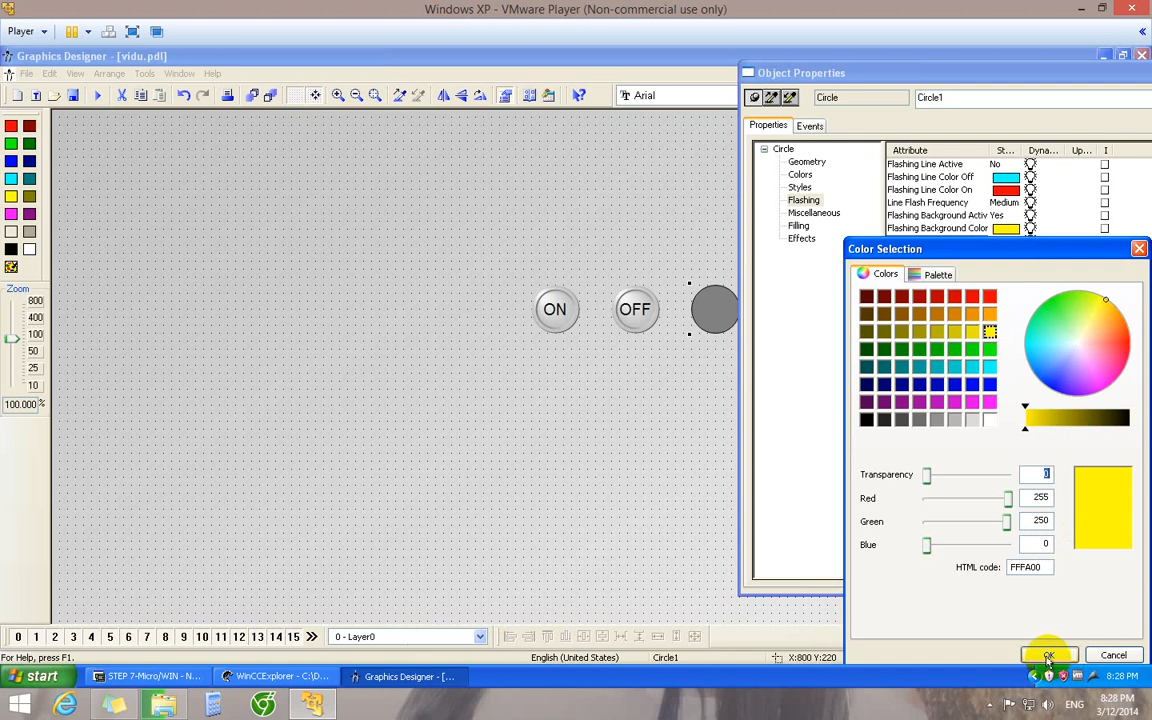 Windows XP - VMware Player (Non-commercial use only)
Player
Graphics Designer - [vidu.pdl]
File Edit View Arrange Tools Window Help
Arial
Object Properties
Circle Circle1
Properties Events
Circle
Geometry
Colors
Styles
Flashing
Miscellaneous
Filling
Effects
Attribute St... Dyna... Up... I
Flashing Line Active No
Flashing Line Color Off
Flashing Line Color On
Line Flash Frequency Medium
Flashing Background Activ Yes
Flashing Background Color
Zoom
800
400
100
50
25
10
100.000 %
ON OFF
Color Selection
Colors Palette
Transparency 0
Red 255
Green 250
Blue 0
HTML code: FFFA00
OK Cancel
0 1 2 3 4 5 6 7 8 9 10 11 12 13 14 15
0 - Layer0
For Help, press F1. English (United States) Circle1 X:800 Y:220
start STEP 7-Micro/WIN - N... WinCCExplorer - C:\D... Graphics Designer - [... 8:28 PM
ENG 8:28 PM
3/12/2014